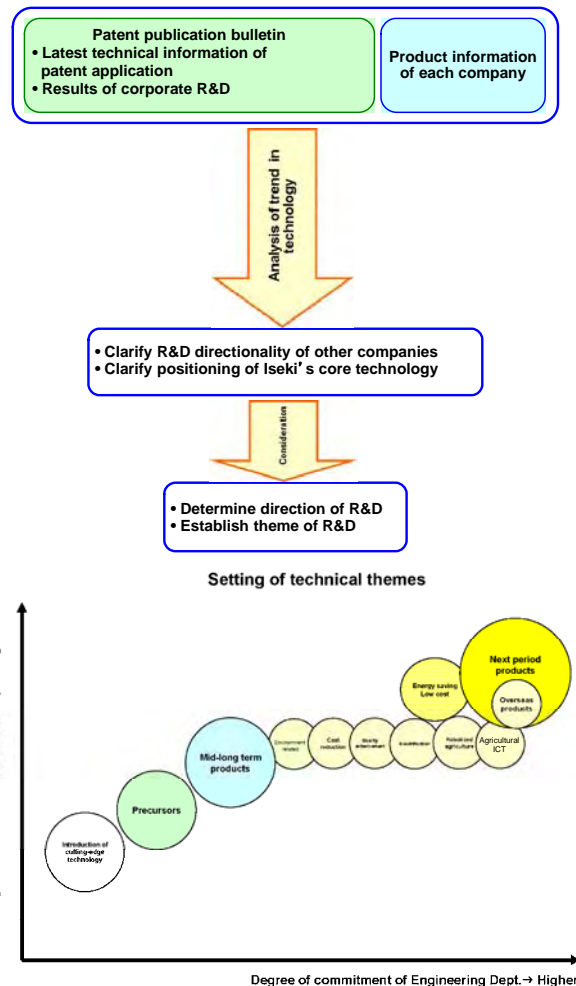 Patent publication bulletin
• Latest technical information of
patent application
• Results of corporate R&D
Product information
of each company
Analysis of trend in
technology
• Clarify R&D directionality of other companies
• Clarify positioning of Iseki's core technology
Consideration
• Determine direction of R&D
• Establish theme of R&D
Setting of technical themes
Next period
products
Energy saving
Low cost
Overseas
products
Mid-long term
products
Environment
related
Cost
reduction
agriculture
Agricultural
ICT
Precursors
Introduction of
cutting-edge
technology
Degree of commitment of Engineering Dept.→ Higher